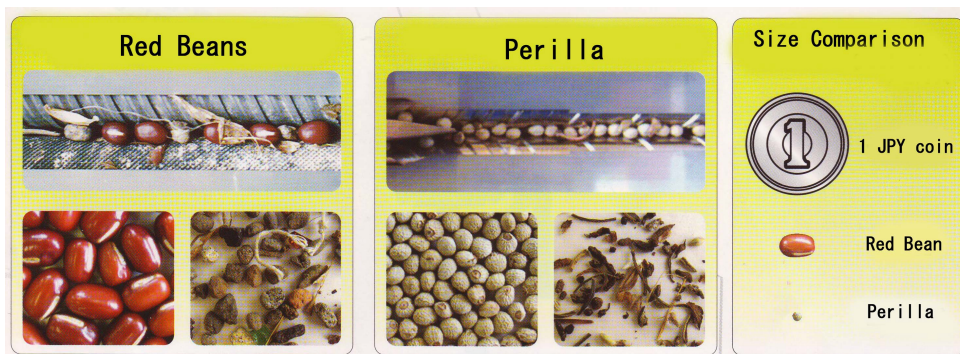 Red Beans
Perilla
Size Comparison
1
1 JPY coin
Red Bean
Perilla